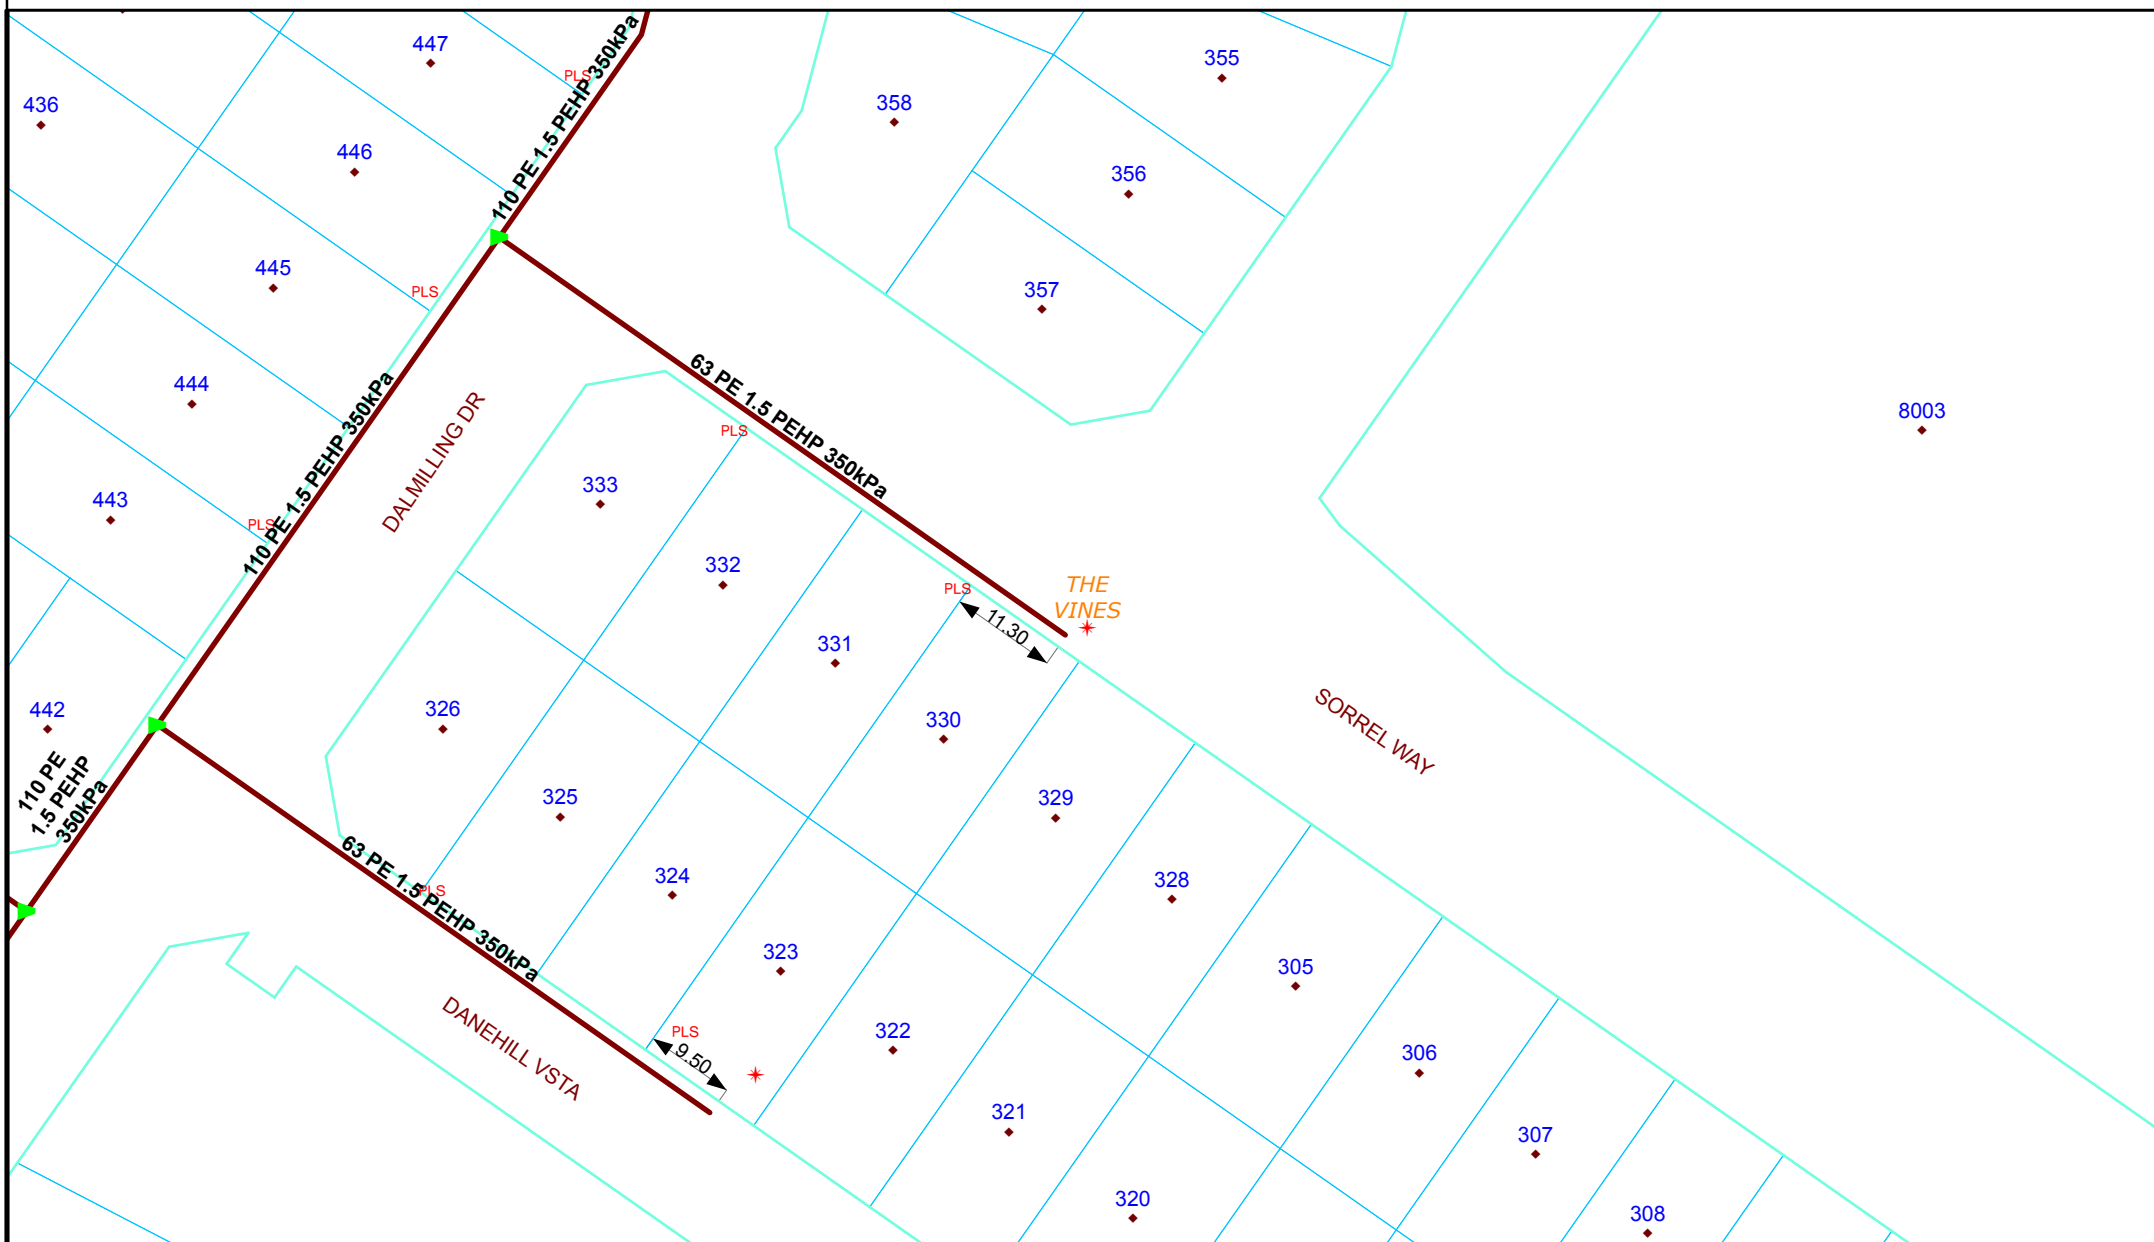 447
355
PLS
110 PE 1.5 PEHP 350kPa
436
358
446
356
445
PLS
357
63 PE 1.5 PEHP 350kPa
444
110 PE 1.5 PEHP 350kPa
DALMILLING DR
8003
PLS
333
443
PLS
332
THE
VINES
PLS
11.30
331
442
326
330
SORREL WAY
110 PE
1.5 PEHP
350kPa
325
329
63 PE 1.5 PEHP 350kPa
324
328
PLS
323
305
DANEHILL VSTA
322
PLS
9.50
306
321
307
320
308